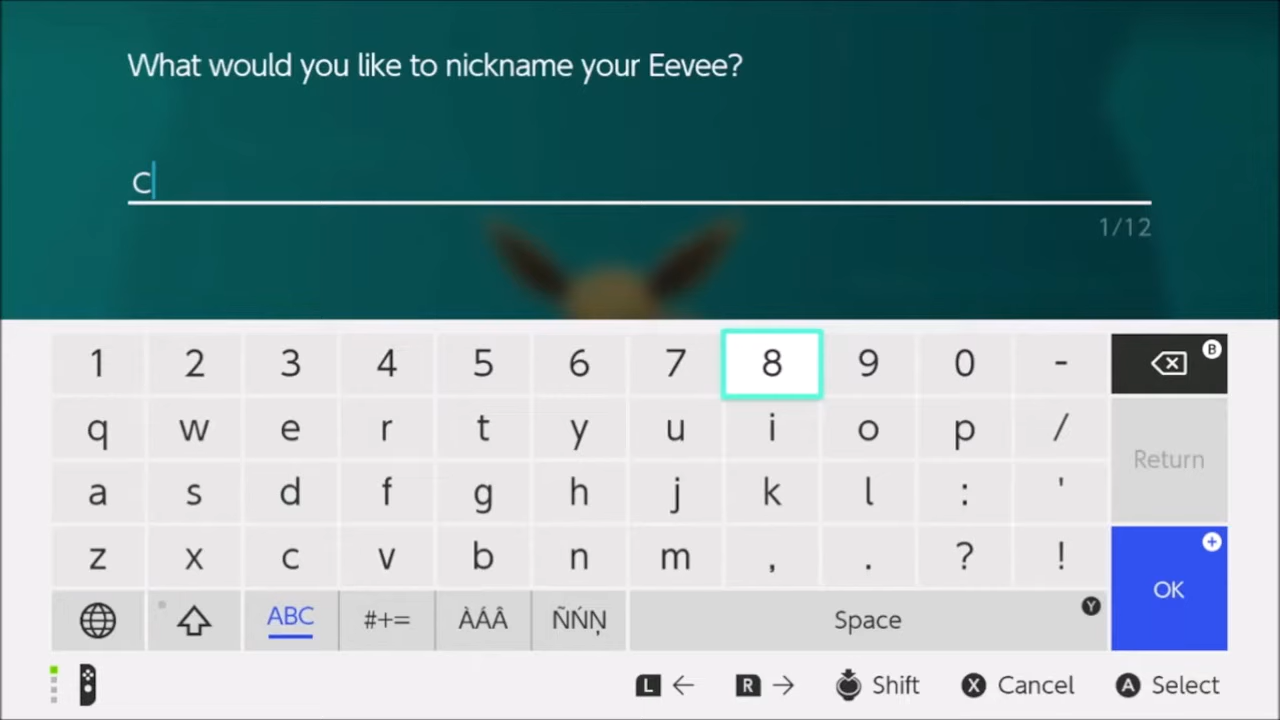 What would you like to nickname your Eevee?
C
1/12
1 2 3 4 5 6 7 8 9 0 - B
q w e r t y u i o p / Return
a s d f g h j k l : '
z x c v b n m , . ? ! + OK
ABC #+= ÀÁÂ ÑŃŅ Space Y
L ← R → Shift X Cancel A Select